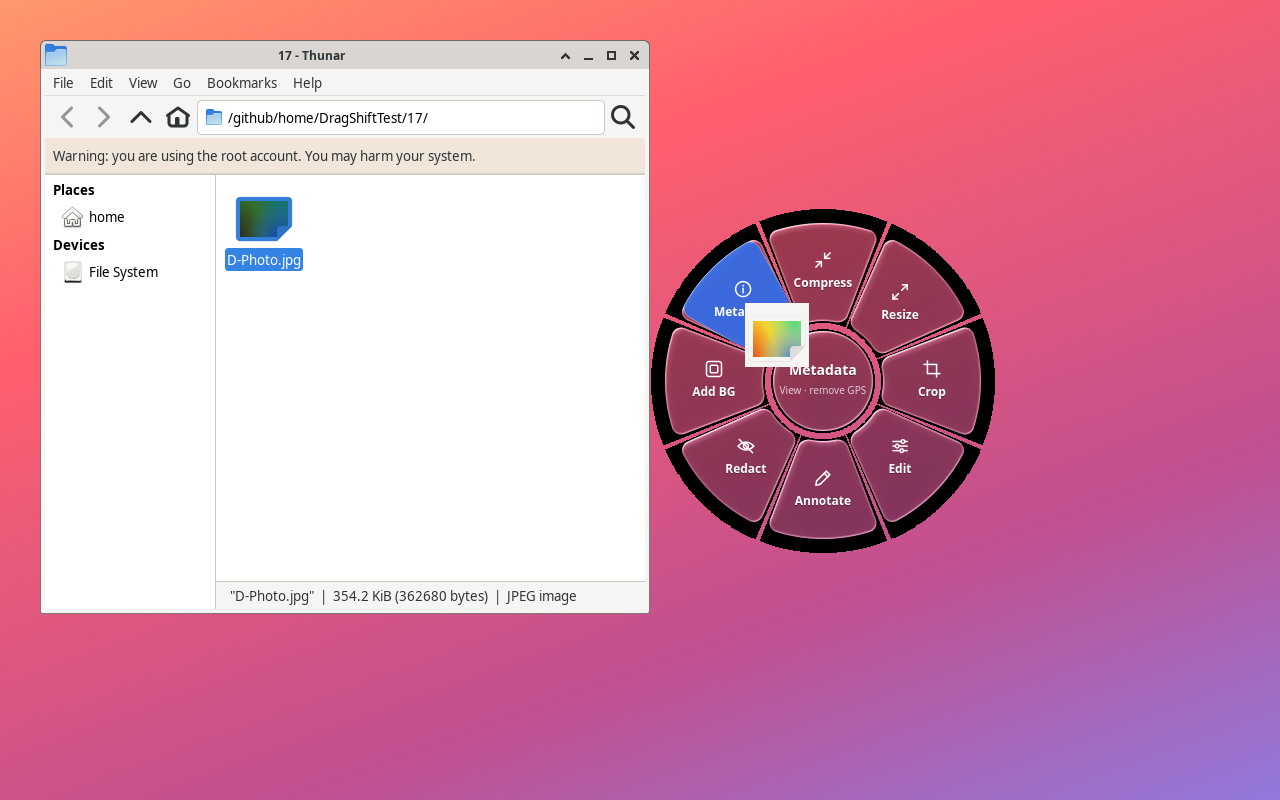 17 - Thunar
File Edit View Go Bookmarks Help
/github/home/DragShiftTest/17/
Warning: you are using the root account. You may harm your system.
Places
home
Devices
File System
D-Photo.jpg
"D-Photo.jpg" | 354.2 KiB (362680 bytes) | JPEG image
Compress
Resize
Crop
Edit
Annotate
Redact
Add BG
Metadata
View · remove GPS